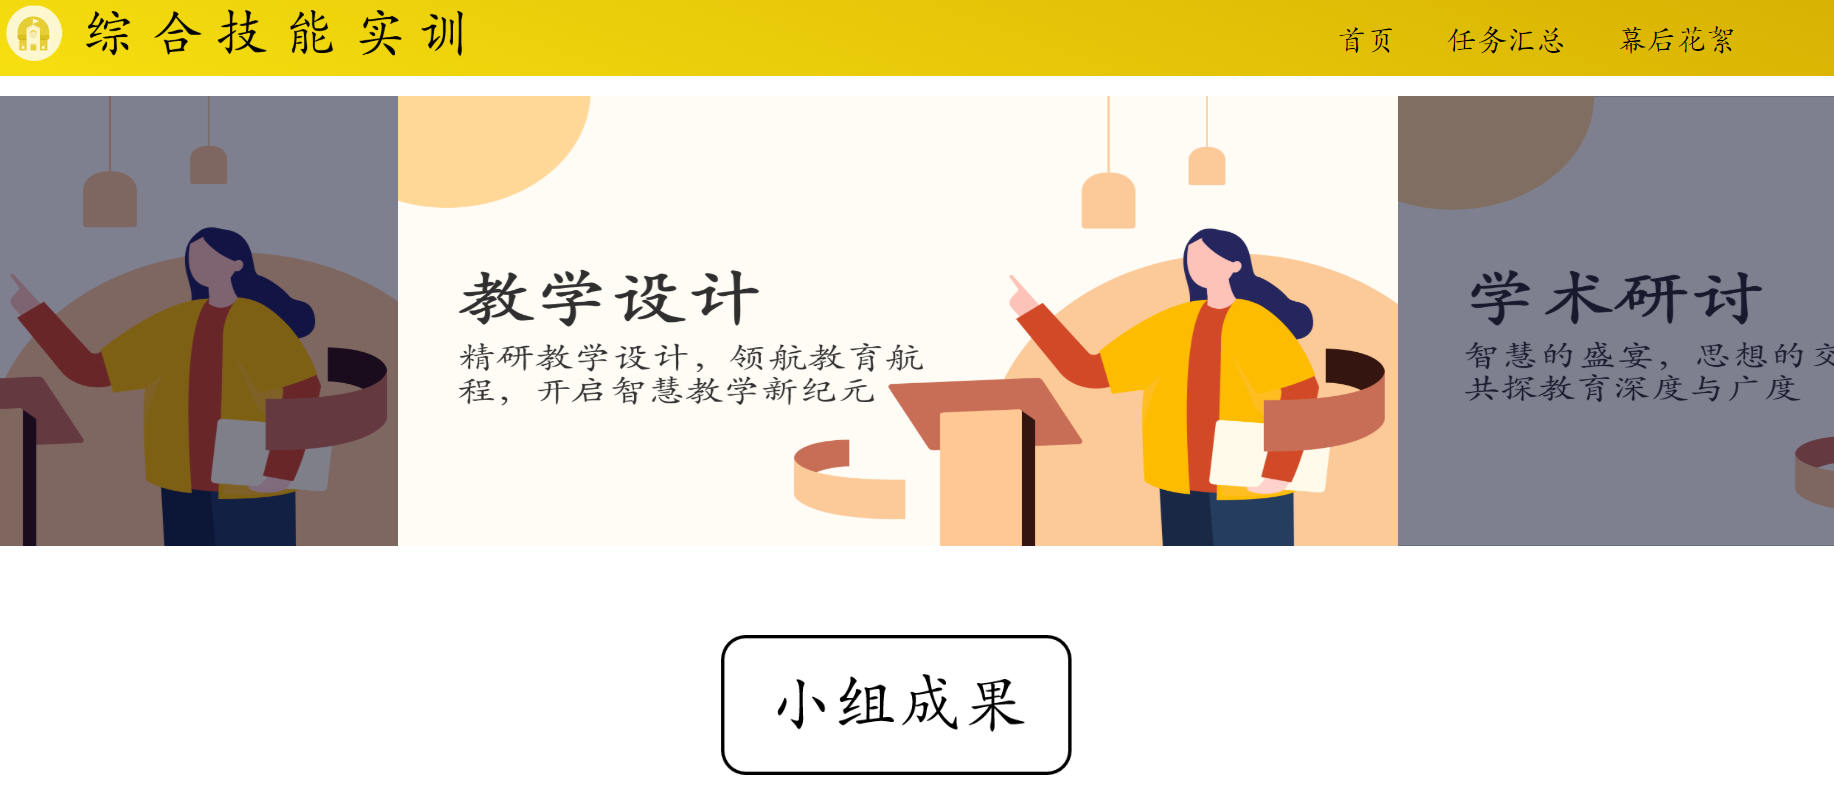 综合技能实训
首页 任务汇总 幕后花絮
教学设计
精研教学设计，领航教育航
程，开启智慧教学新纪元
学术研讨
智慧的盛宴，思想的交
共探教育深度与广度
小组成果